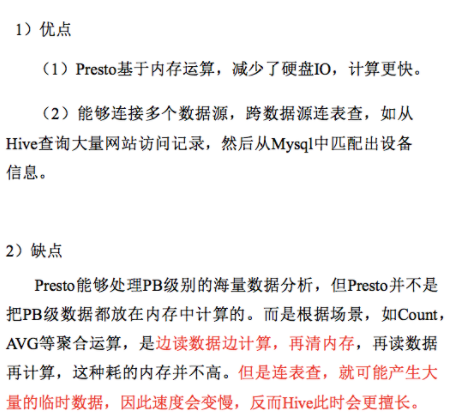 1）优点
（1）Presto基于内存运算，减少了硬盘IO，计算更快。
（2）能够连接多个数据源，跨数据源连表查，如从
Hive查询大量网站访问记录，然后从Mysql中匹配出设备
信息。
2）缺点
Presto能够处理PB级别的海量数据分析，但Presto并不是
把PB级数据都放在内存中计算的。而是根据场景，如Count，
AVG等聚合运算，是边读数据边计算，再清内存，再读数据
再计算，这种耗的内存并不高。但是连表查，就可能产生大
量的临时数据，因此速度会变慢，反而Hive此时会更擅长。